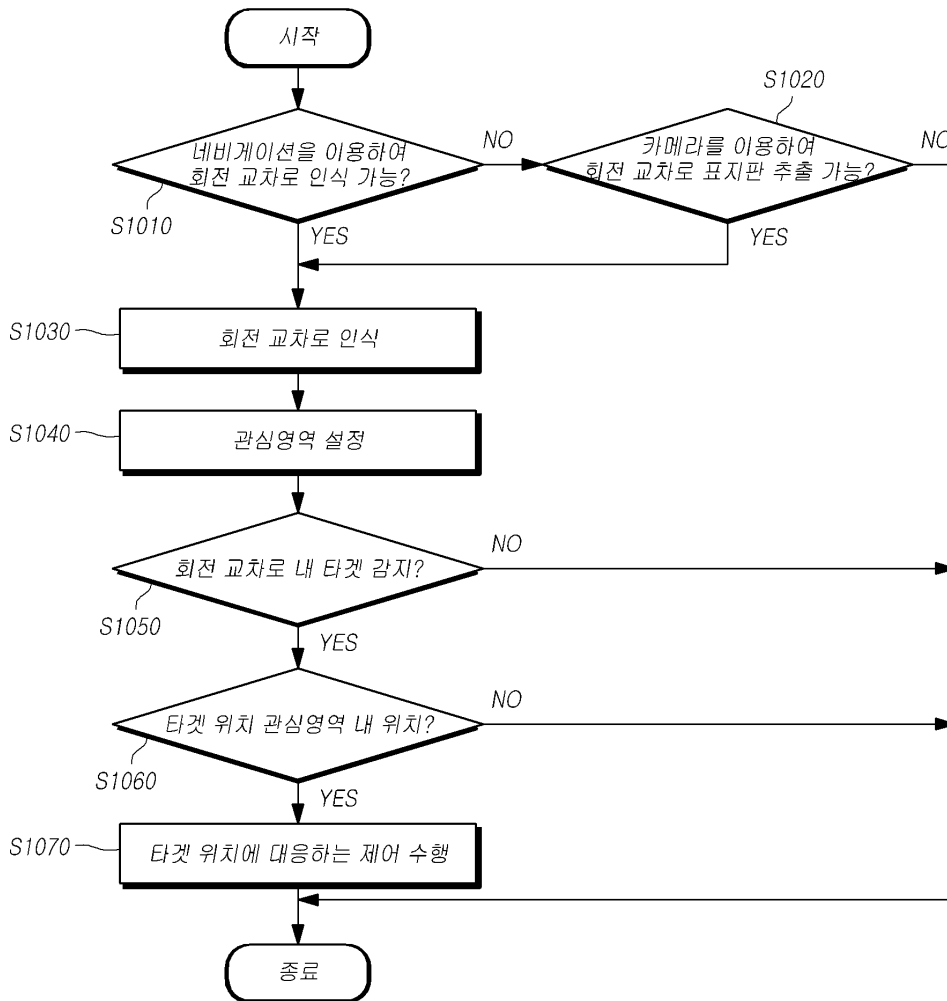 시작
S1020
네비게이션을 이용하여
회전 교차로 인식 가능?
NO
카메라를 이용하여
회전 교차로 표지판 추출 가능?
NO
S1010
YES
YES
S1030
회전 교차로 인식
S1040
관심영역 설정
회전 교차로 내 타겟 감지?
NO
S1050
YES
타겟 위치 관심영역 내 위치?
NO
S1060
YES
S1070
타겟 위치에 대응하는 제어 수행
종료